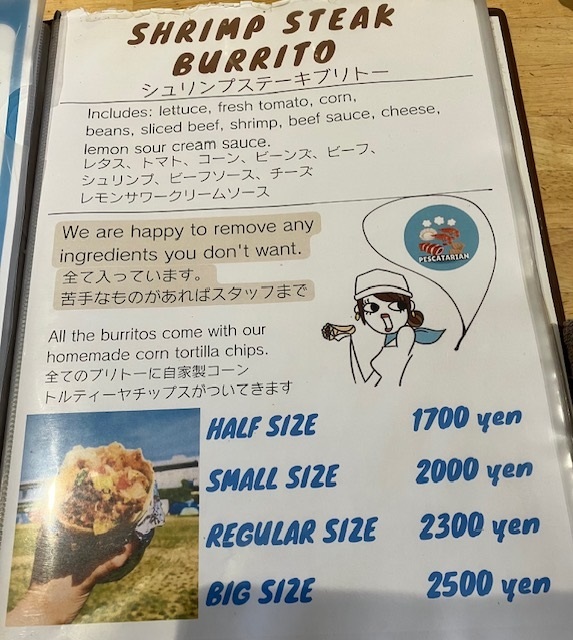 SHRIMP STEAK
BURRITO
シュリンプステーキブリトー
Includes: lettuce, fresh tomato, corn,
beans, sliced beef, shrimp, beef sauce, cheese,
lemon sour cream sauce.
レタス、トマト、コーン、ビーンズ、ビーフ、
シュリンプ、ビーフソース、チーズ
レモンサワークリームソース
We are happy to remove any
ingredients you don't want.
全て入っています。
苦手なものがあればスタッフまで
PESCATARIAN
All the burritos come with our
homemade corn tortilla chips.
全てのブリトーに自家製コーン
トルティーヤチップスがついてきます
HALF SIZE 1700 yen
SMALL SIZE 2000 yen
REGULAR SIZE 2300 yen
BIG SIZE 2500 yen